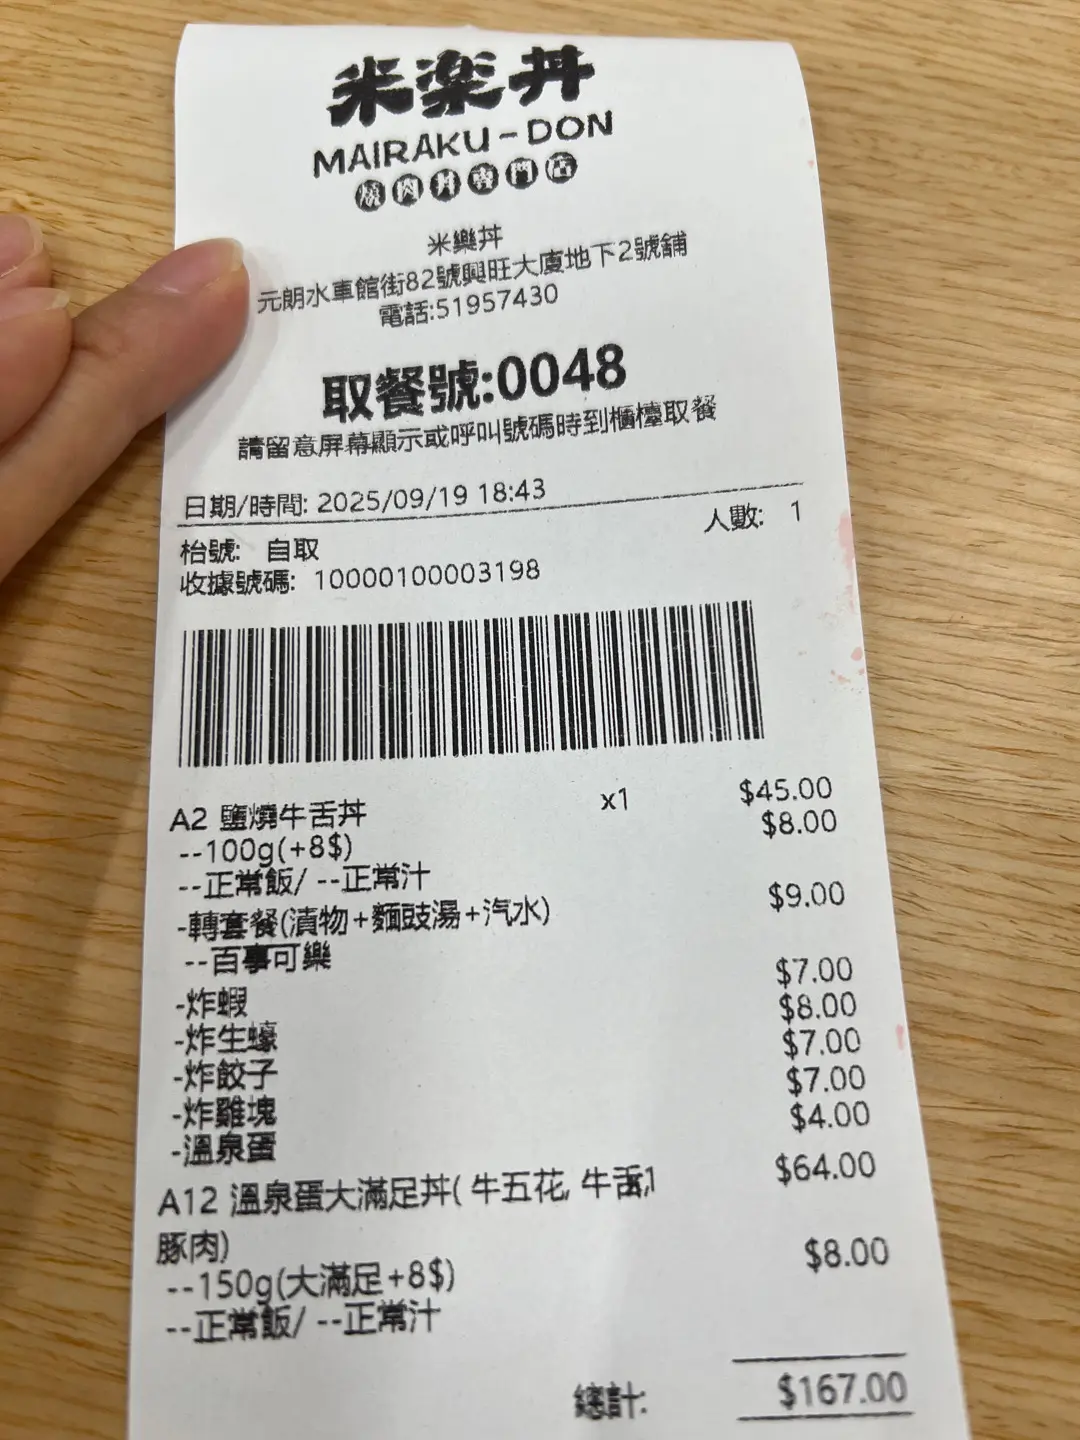 米楽丼
MAIRAKU-DON
燒肉丼專門店
米樂丼
元朗水車館街82號興旺大廈地下2號舖
電話:51957430
取餐號:0048
請留意屏幕顯示或呼叫號碼時到櫃檯取餐
日期/時間: 2025/09/19 18:43
枱號: 自取 人數: 1
收據號碼: 10000100003198
A2 鹽燒牛舌丼 x1 $45.00
--100g(+8$) $8.00
--正常飯/ --正常汁
-轉套餐(漬物+麵豉湯+汽水) $9.00
--百事可樂
-炸蝦 $7.00
-炸生蠔 $8.00
-炸餃子 $7.00
-炸雞塊 $7.00
-溫泉蛋 $4.00
A12 溫泉蛋大滿足丼( 牛五花, 牛舌, x1 $64.00
豚肉)
--150g(大滿足+8$) $8.00
--正常飯/ --正常汁
總計: $167.00